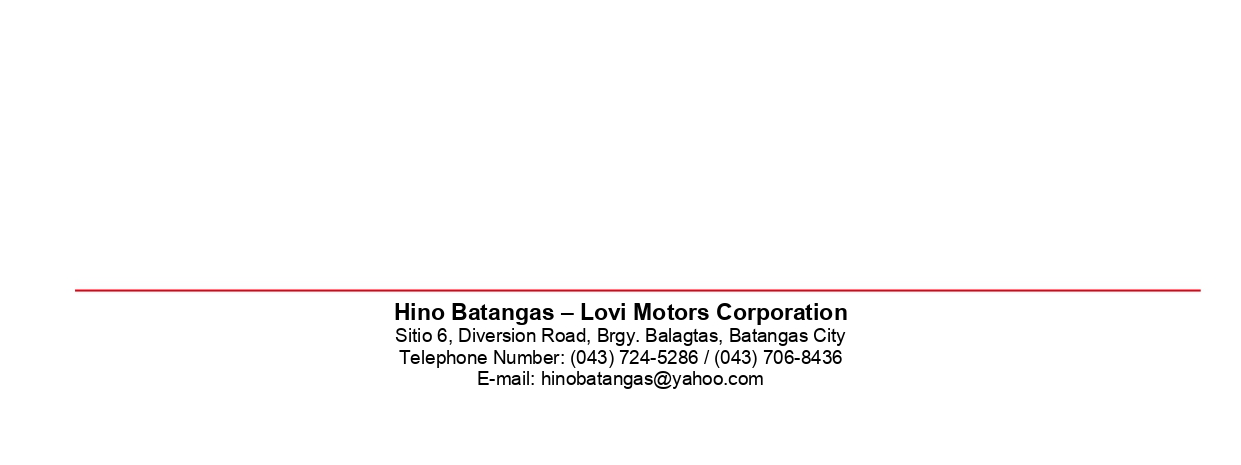 Hino Batangas – Lovi Motors Corporation
Sitio 6, Diversion Road, Brgy. Balagtas, Batangas City
Telephone Number: (043) 724-5286 / (043) 706-8436
E-mail: hinobatangas@yahoo.com